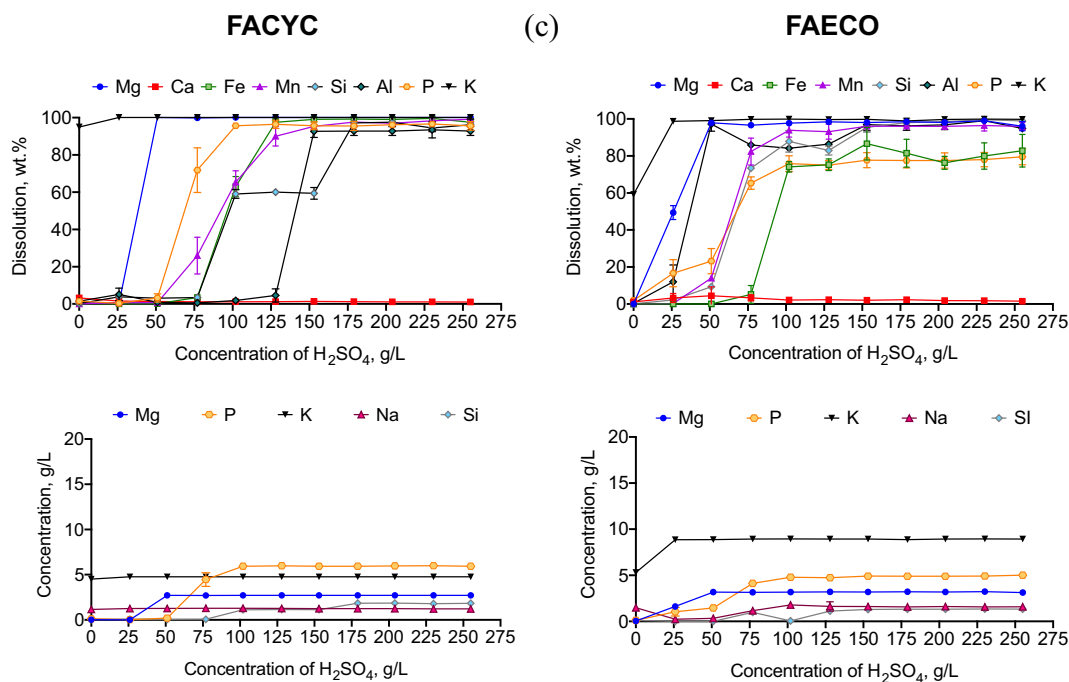 FACYC (c) FAECO
Mg Ca Fe Mn Si Al P K
Dissolution, wt.%
100
80
60
40
20
0
0 25 50 75 100 125 150 175 200 225 250 275
Concentration of H₂SO₄, g/L
Mg Ca Fe Mn Si Al P K
Dissolution, wt.%
100
80
60
40
20
0
0 25 50 75 100 125 150 175 200 225 250 275
Concentration of H₂SO₄, g/L
Mg P K Na Si
Concentration, g/L
20
15
10
5
0
0 25 50 75 100 125 150 175 200 225 250 275
Concentration of H₂SO₄, g/L
Mg P K Na SI
Concentration, g/L
20
15
10
5
0
0 25 50 75 100 125 150 175 200 225 250 275
Concentration of H₂SO₄, g/L